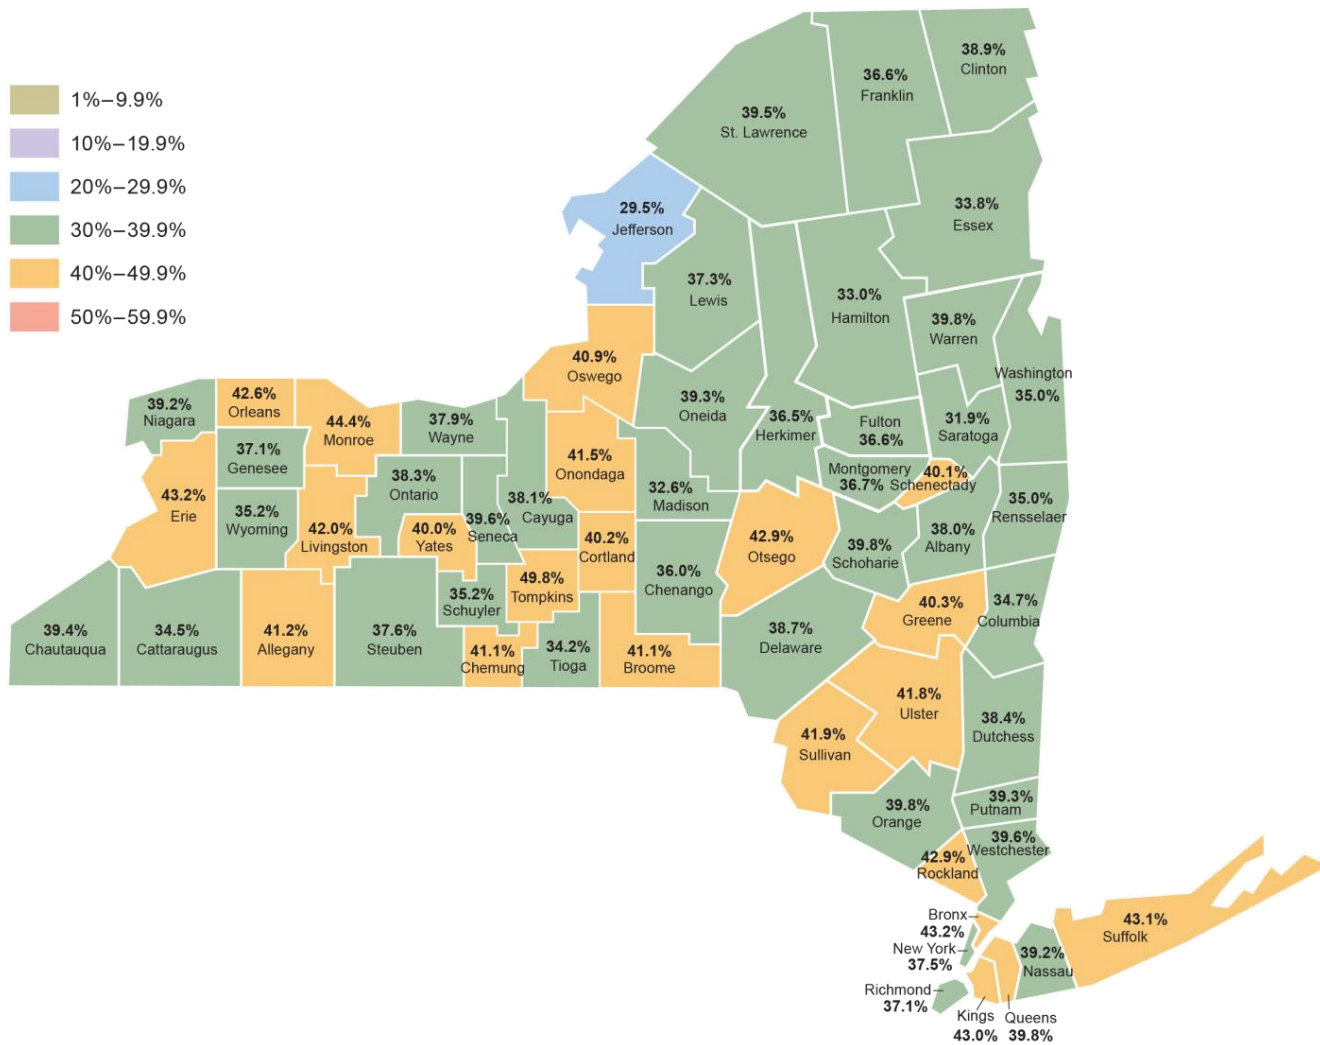 1%–9.9%
10%–19.9%
20%–29.9%
30%–39.9%
40%–49.9%
50%–59.9%
38.9%
Clinton
36.6%
Franklin
39.5%
St. Lawrence
33.8%
Essex
29.5%
Jefferson
37.3%
Lewis
33.0%
Hamilton
39.8%
Warren
Washington
35.0%
40.9%
Oswego
39.3%
Oneida
36.5%
Herkimer
Fulton
36.6%
31.9%
Saratoga
39.2%
Niagara
42.6%
Orleans
44.4%
Monroe
37.9%
Wayne
37.1%
Genesee
41.5%
Onondaga
Montgomery
36.7%
40.1%
Schenectady
38.3%
Ontario
32.6%
Madison
35.0%
Rensselaer
43.2%
Erie
35.2%
Wyoming
42.0%
Livingston
40.0%
Yates
39.6%
Seneca
38.1%
Cayuga
40.2%
Cortland
42.9%
Otsego
39.8%
Schoharie
38.0%
Albany
36.0%
Chenango
35.2%
Schuyler
49.8%
Tompkins
40.3%
Greene
34.7%
Columbia
39.4%
Chautauqua
34.5%
Cattaraugus
41.2%
Allegany
37.6%
Steuben
41.1%
Chemung
34.2%
Tioga
41.1%
Broome
38.7%
Delaware
41.8%
Ulster
38.4%
Dutchess
41.9%
Sullivan
39.8%
Orange
39.3%
Putnam
39.6%
Westchester
42.9%
Rockland
Bronx
43.2%
New York
37.5%
43.1%
Suffolk
39.2%
Nassau
Richmond
37.1%
Kings
43.0%
Queens
39.8%